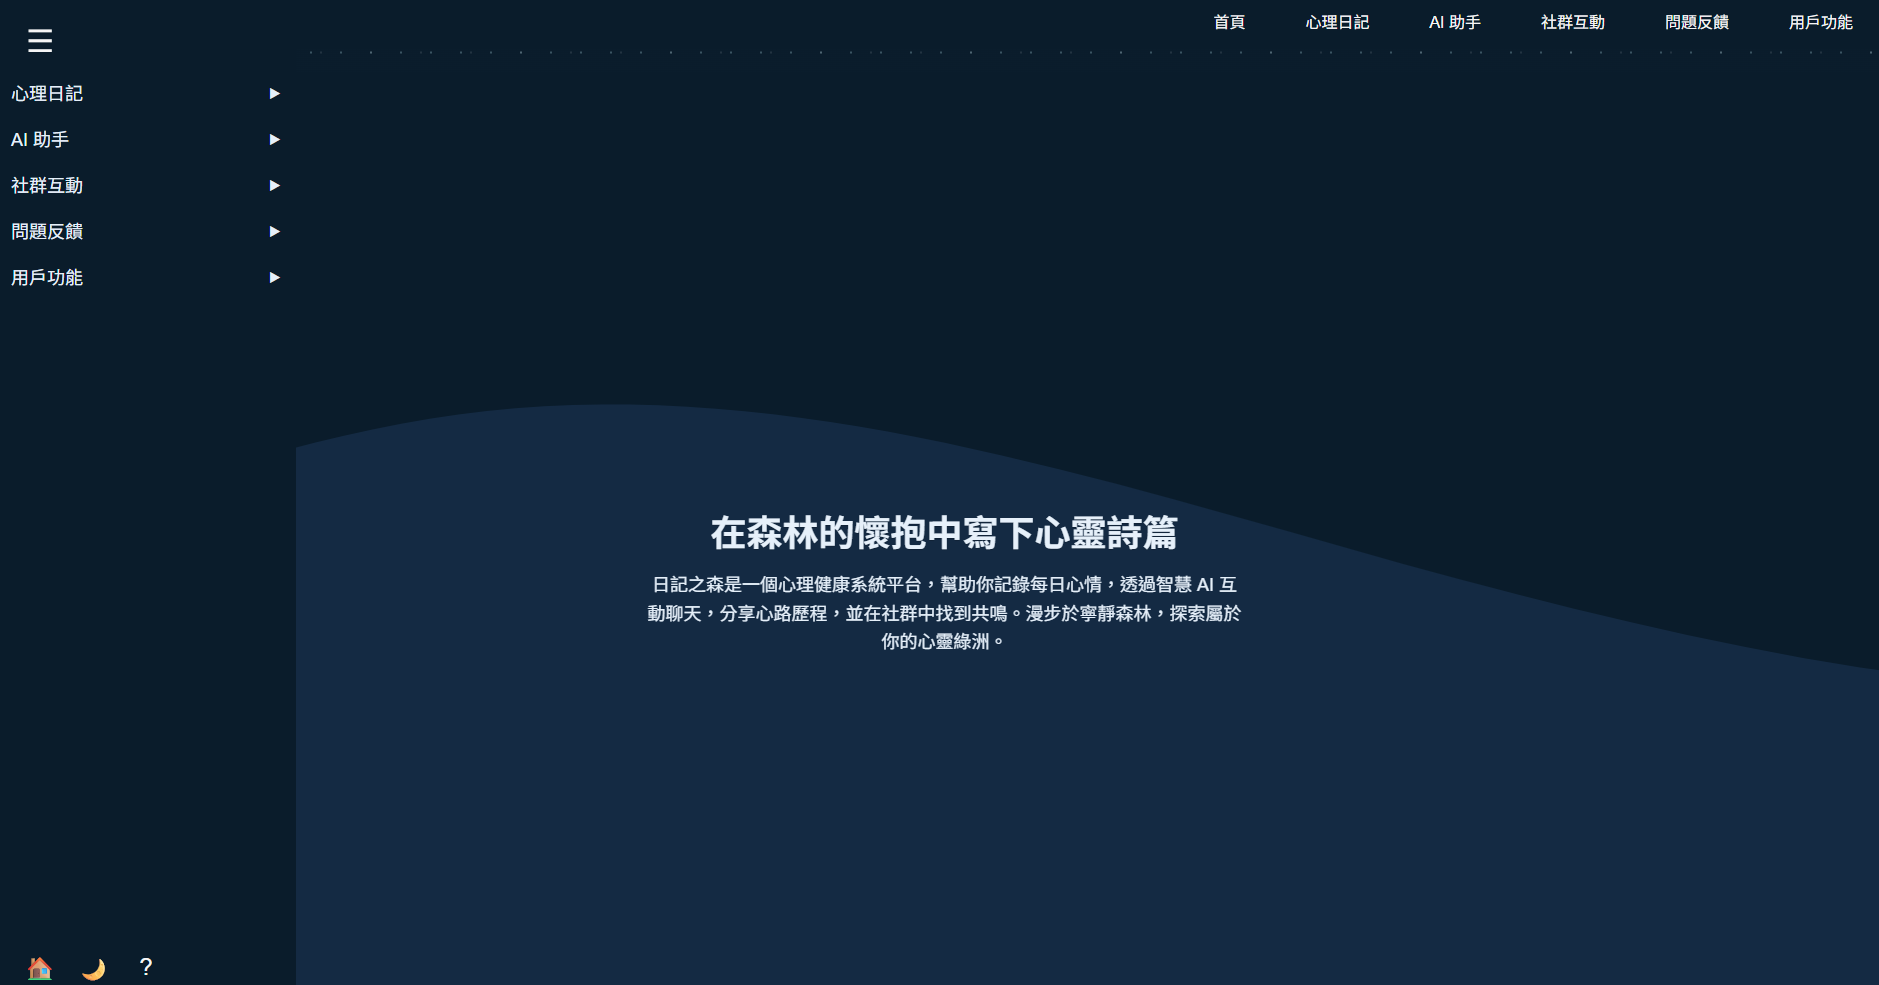 首頁 心理日記 AI 助手 社群互動 問題反饋 用戶功能
心理日記
AI 助手
社群互動
問題反饋
用戶功能
在森林的懷抱中寫下心靈詩篇
日記之森是一個心理健康系統平台，幫助你記錄每日心情，透過智慧 AI 互
動聊天，分享心路歷程，並在社群中找到共鳴。漫步於寧靜森林，探索屬於
你的心靈綠洲。
?